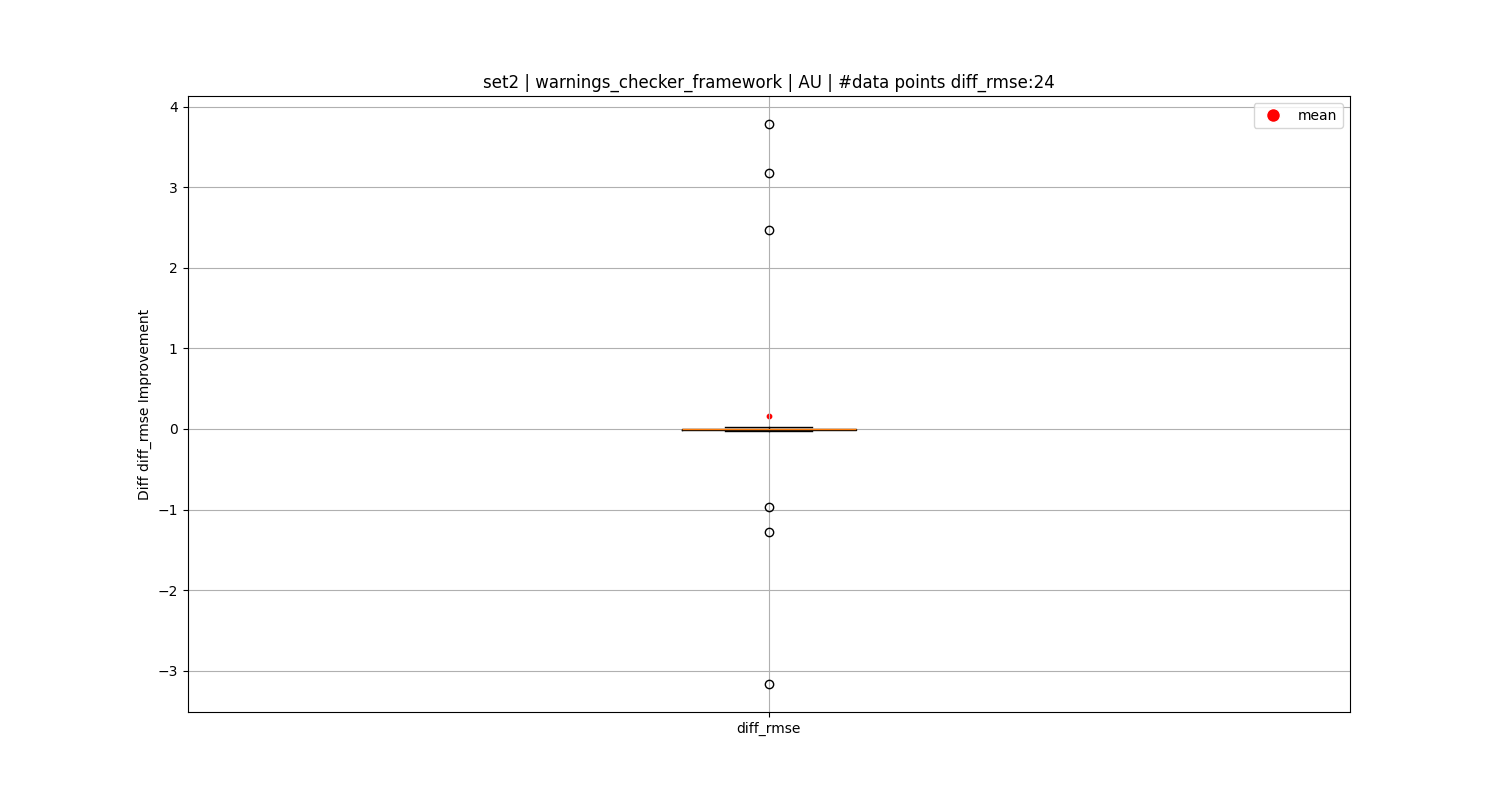 set2 | warnings_checker_framework | AU | #data points diff_rmse:24
mean
4
3
2
1
0
−1
−2
−3
Diff diff_rmse Improvement
diff_rmse